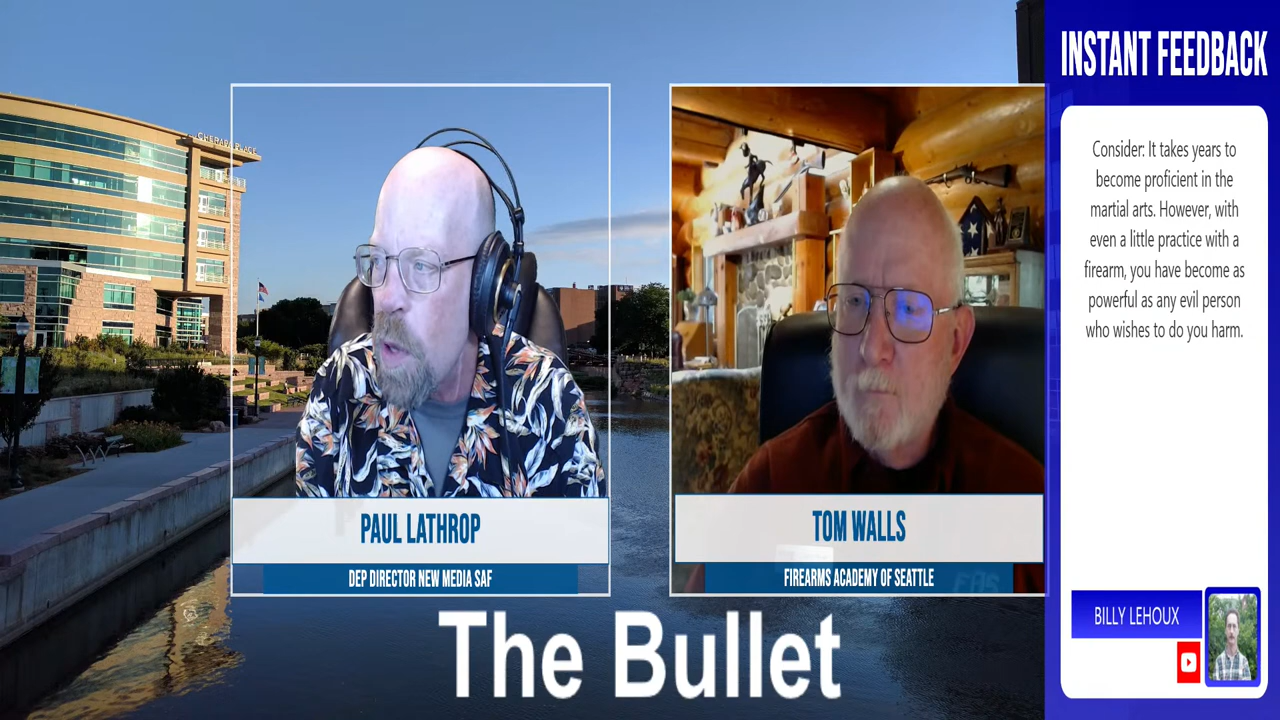 INSTANT FEEDBACK
CHERAPA PLACE
Consider: It takes years to
become proficient in the
martial arts. However, with
even a little practice with a
firearm, you have become as
powerful as any evil person
who wishes to do you harm.
PAUL LATHROP
DEP DIRECTOR NEW MEDIA SAF
TOM WALLS
FIREARMS ACADEMY OF SEATTLE
BILLY LEHOUX
The Bullet